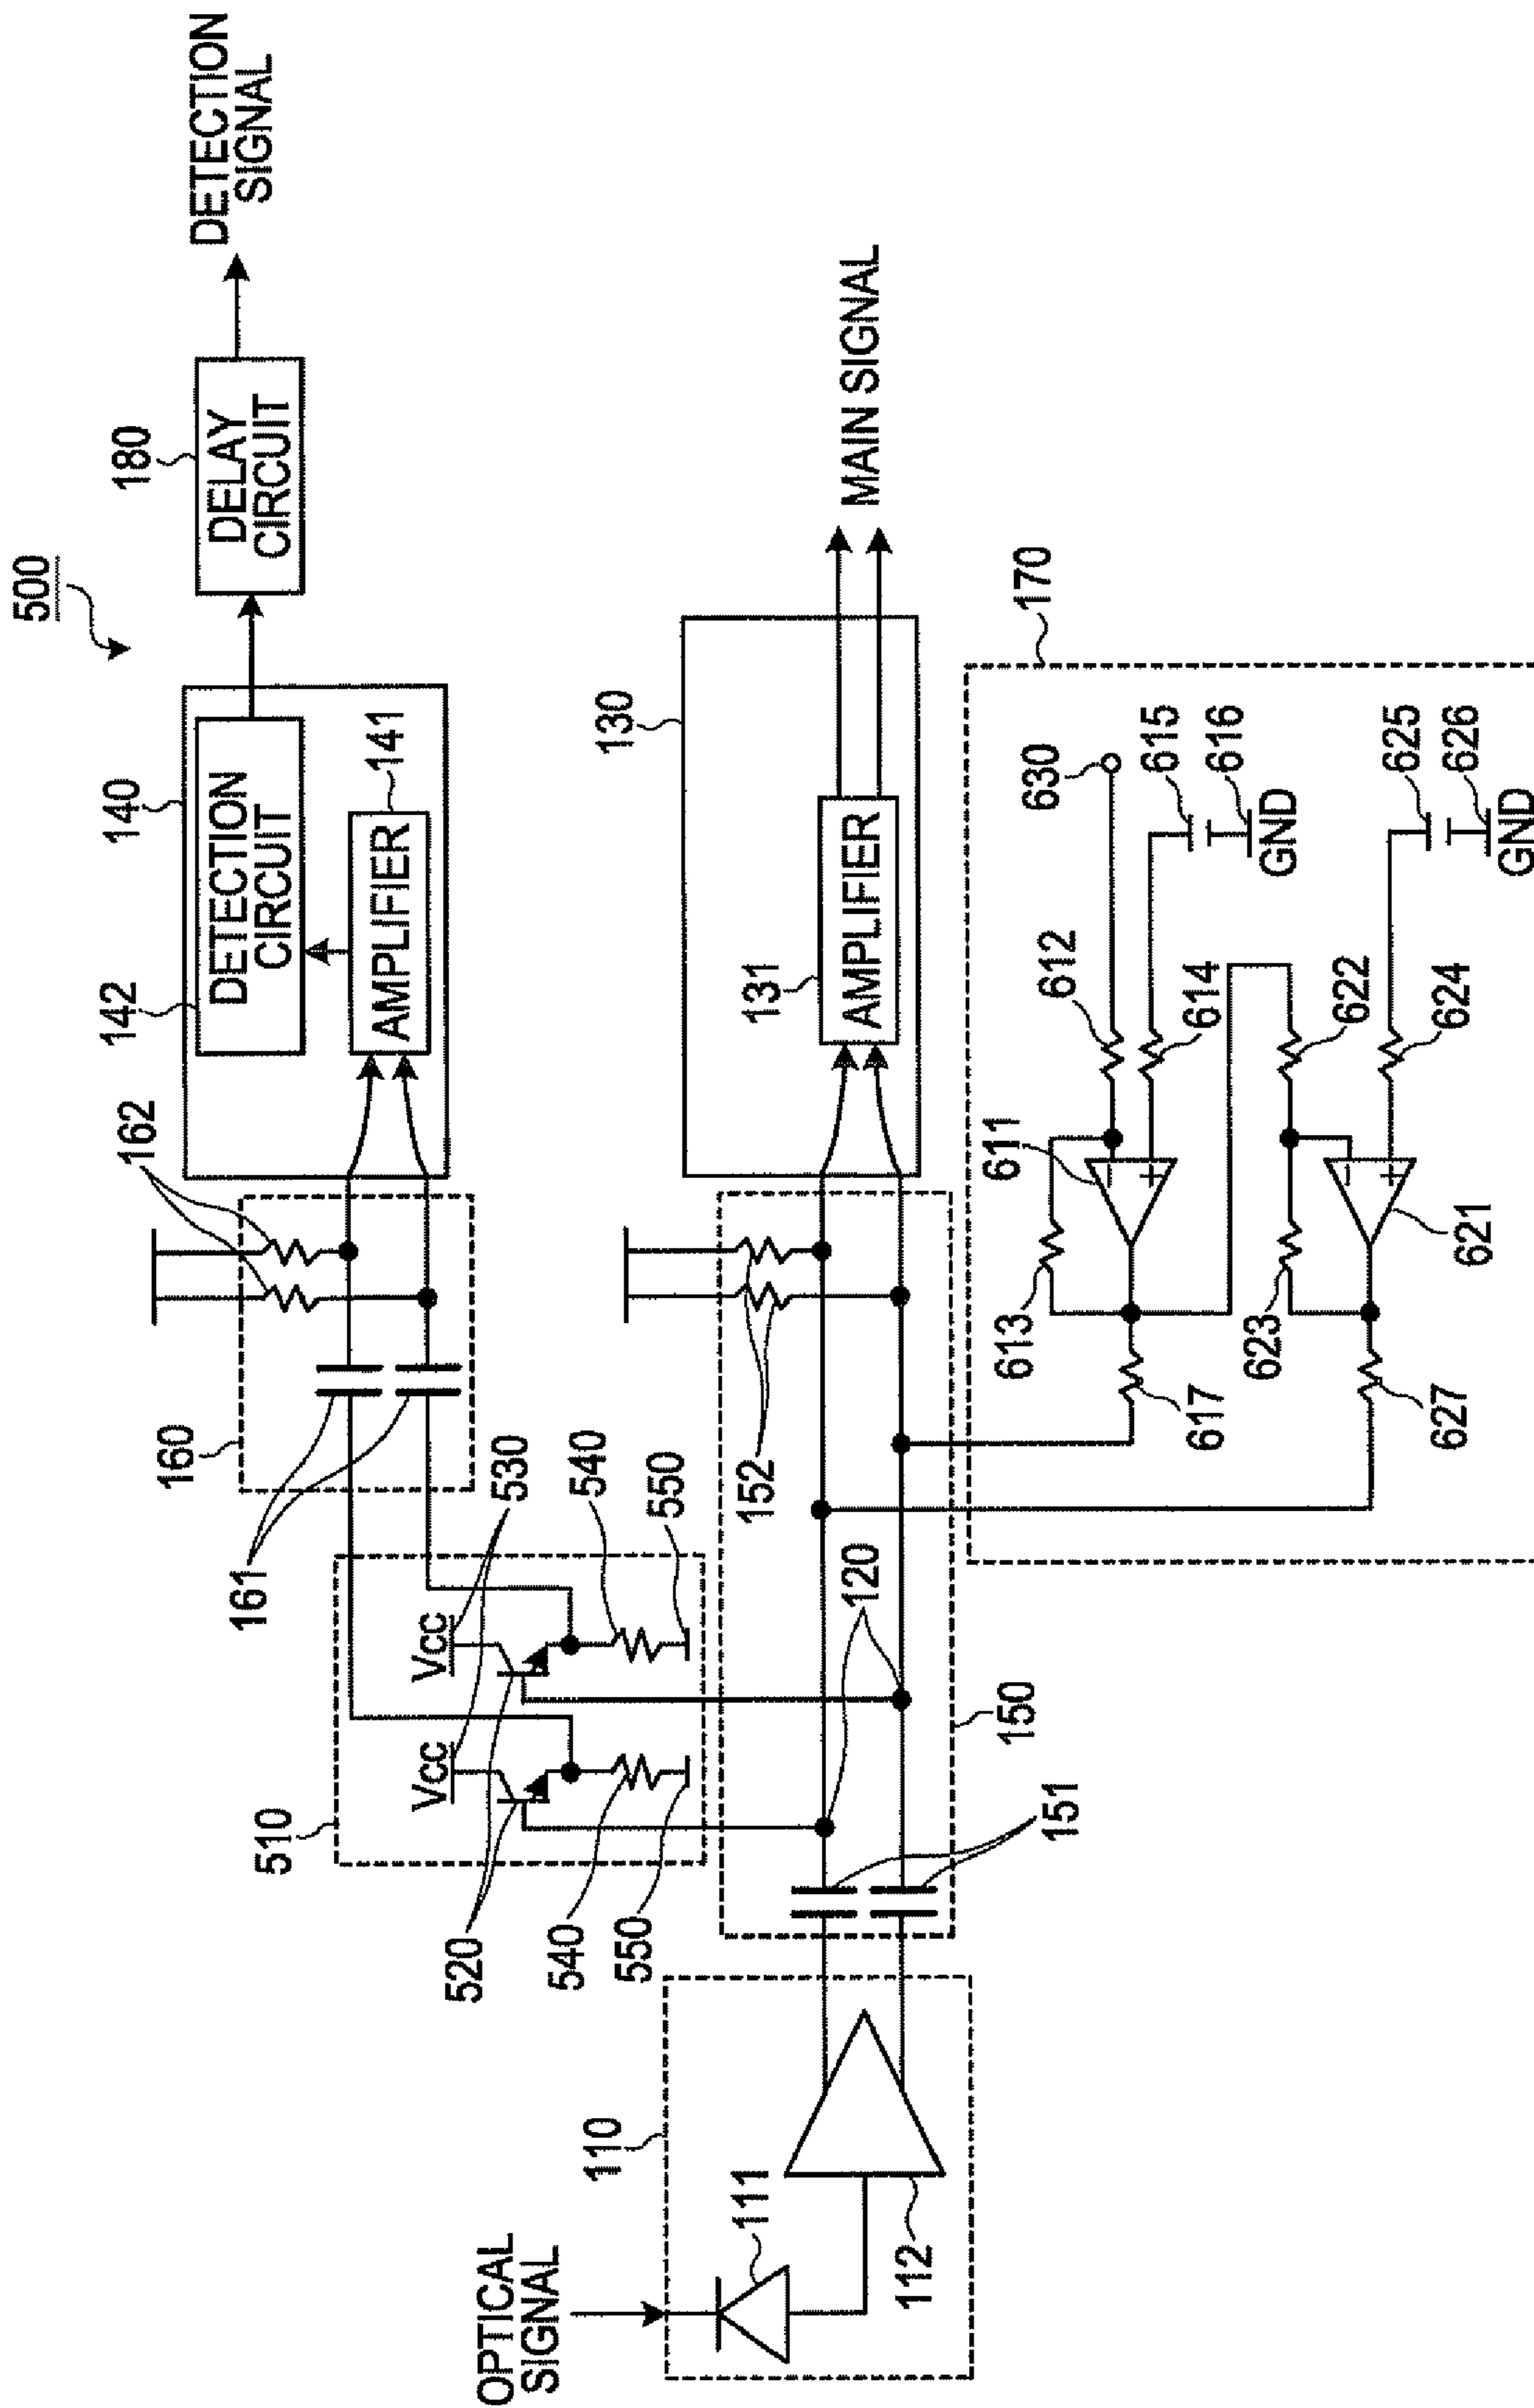 500
DETECTION
SIGNAL
180
DELAY
CIRCUIT
140
142
DETECTION
CIRCUIT
141
AMPLIFIER
162
160
161
530
VCC
VCC
510
520
540
550
540
550
130
131
AMPLIFIER
MAIN SIGNAL
152
120
150
151
OPTICAL
SIGNAL
110
111
112
170
630
615
616
GND
612
614
611
−
+
613
617
625
626
GND
622
624
−
+
621
623
627